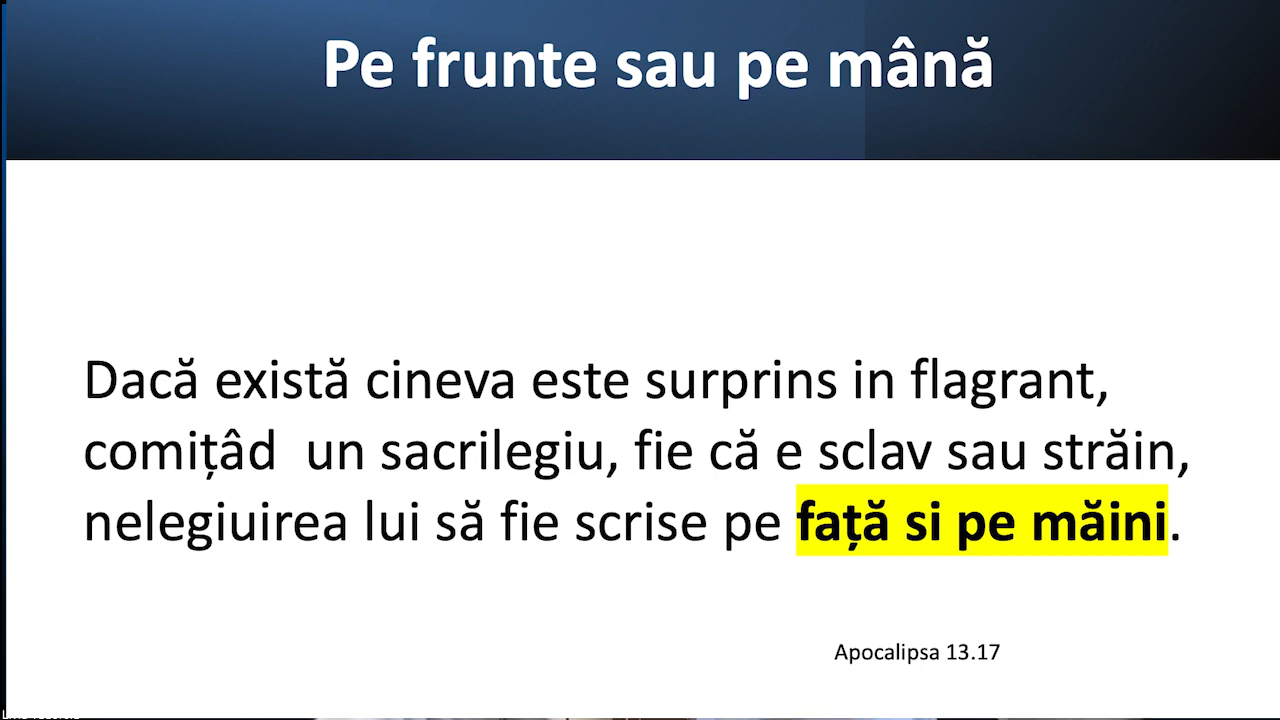 Pe frunte sau pe mână
Dacă există cineva este surprins in flagrant,
comițâd un sacrilegiu, fie că e sclav sau străin,
nelegiuirea lui să fie scrise pe față si pe măini.
Apocalipsa 13.17